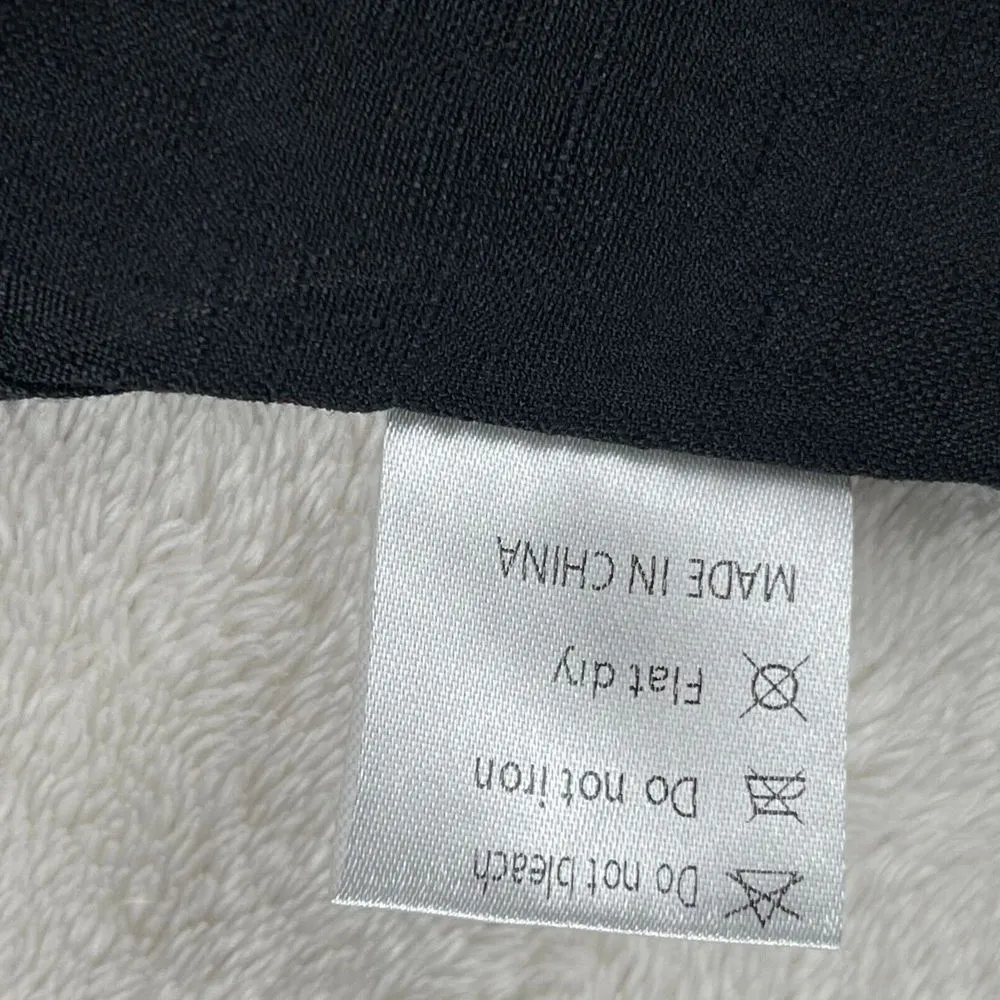 Do not bleach
Do not iron
Flat dry
MADE IN CHINA